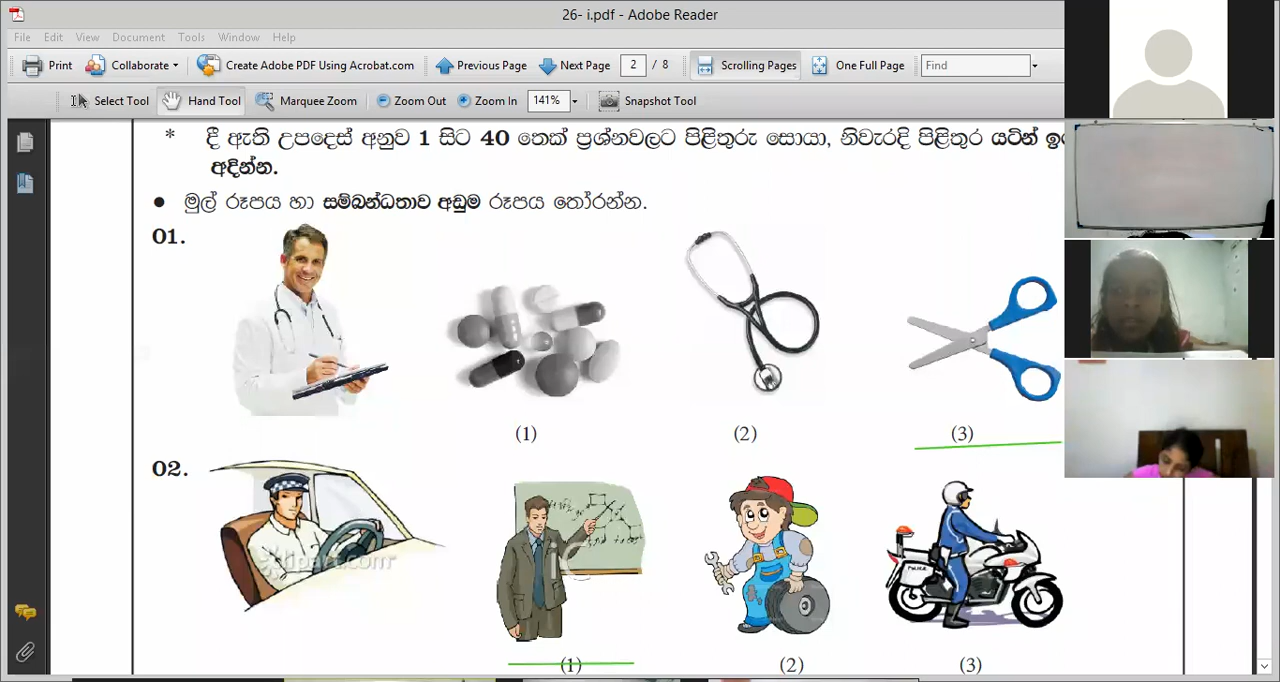 26- i.pdf - Adobe Reader
File Edit View Document Tools Window Help
Print Collaborate Create Adobe PDF Using Acrobat.com Previous Page 2 / 8 Next Page Scrolling Pages One Full Page Find
Select Tool Hand Tool Marquee Zoom Zoom Out Zoom In 141% Snapshot Tool
* දී ඇති උපදෙස් අනුව 1 සිට 40 තෙක් ප්‍රශ්නවලට පිළිතුරු සොයා, නිවැරදි පිළිතුර යටින්
අඳින්න.
● මුල් රූපය හා සම්බන්ධතාව අඩුම රූපය තෝරන්න.
01.
(1) (2) (3)
02.
POLICE
(1) (2) (3)